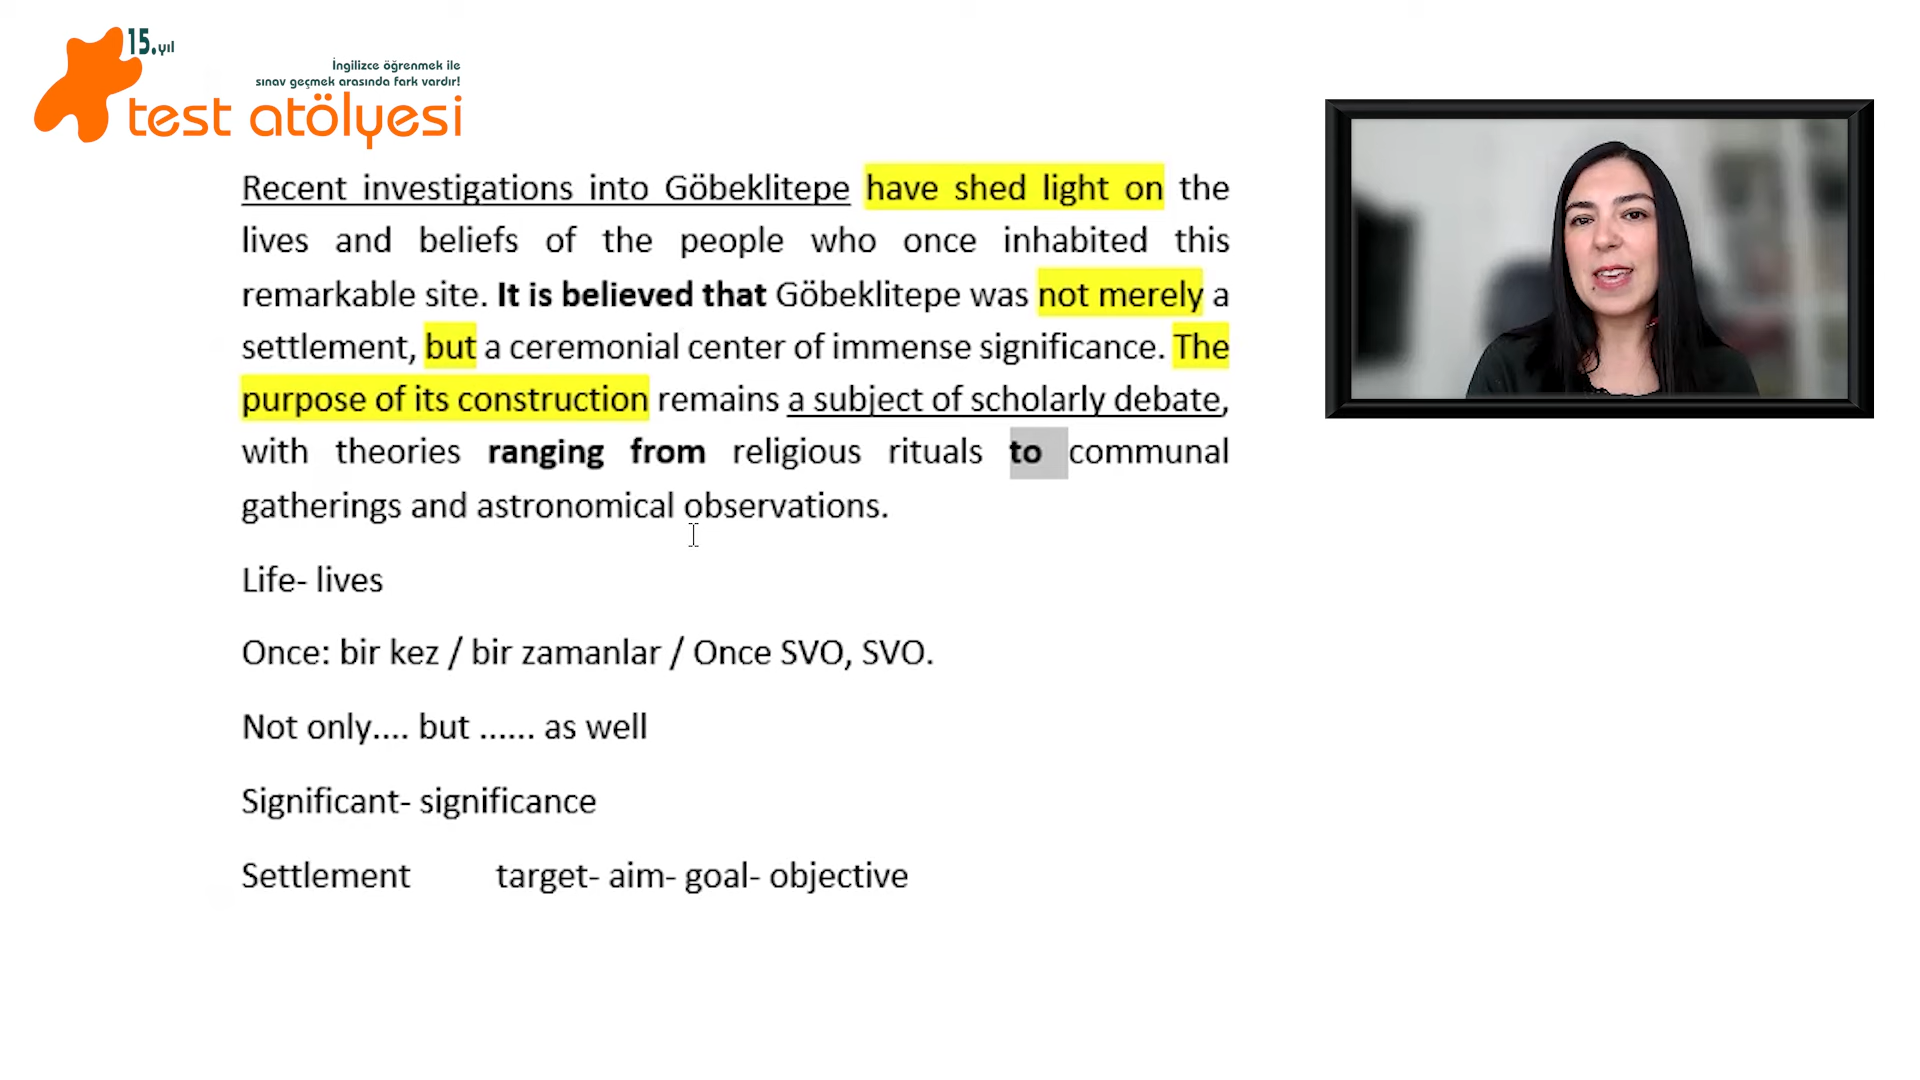 15.yıl
İngilizce öğrenmek ile
sınav geçmek arasında fark vardır!
test atölyesi
Recent investigations into Göbeklitepe have shed light on the
lives and beliefs of the people who once inhabited this
remarkable site. It is believed that Göbeklitepe was not merely a
settlement, but a ceremonial center of immense significance. The
purpose of its construction remains a subject of scholarly debate,
with theories ranging from religious rituals to communal
gatherings and astronomical observations.
Life- lives
Once: bir kez / bir zamanlar / Once SVO, SVO.
Not only.... but ...... as well
Significant- significance
Settlement target- aim- goal- objective